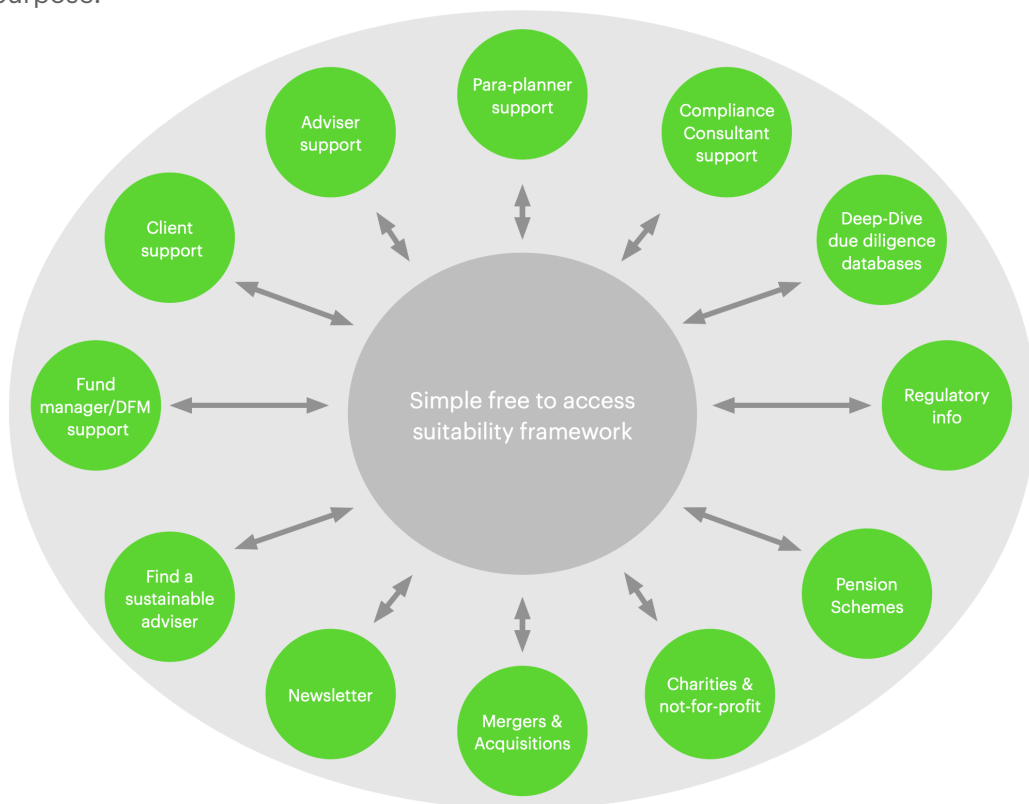 purpose.
Para-planner
support
Adviser
support
Compliance
Consultant
support
Client
support
Deep-Dive
due diligence
databases
Fund
manager/DFM
support
Simple free to access
suitability framework
Regulatory
info
Find a
sustainable
adviser
Pension
Schemes
Newsletter
Mergers &
Acquisitions
Charities &
not-for-profit